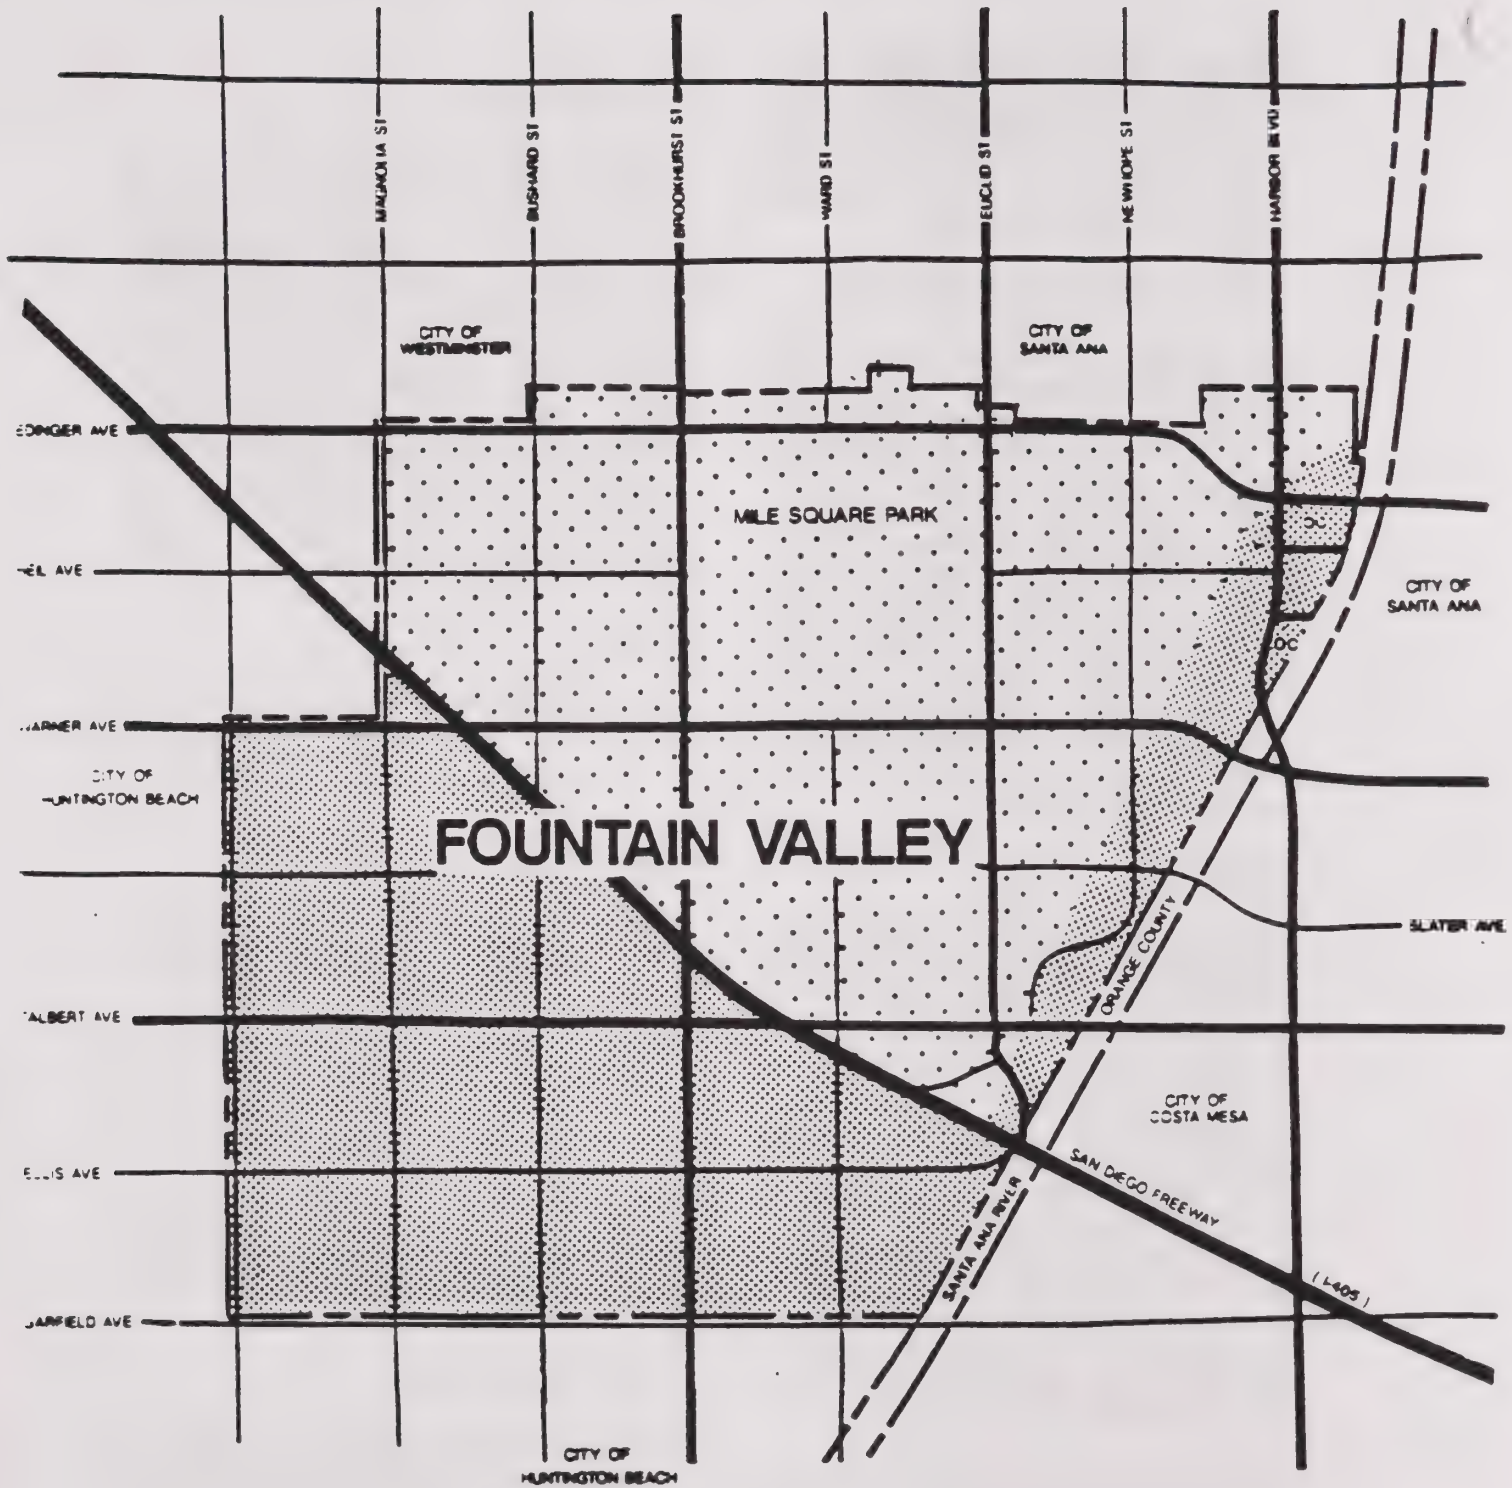 MAGNOLIA ST
BUSHARD ST
BROOKHURST ST
WARD ST
EUCLID ST
NEWHOPE ST
HARBOR BLVD
CITY OF
WESTMINSTER
CITY OF
SANTA ANA
EDINGER AVE
MILE SQUARE PARK
OC
AVE
CITY OF
SANTA ANA
OC
WARNER AVE
CITY OF
HUNTINGTON BEACH
FOUNTAIN VALLEY
SLATER AVE
ORANGE COUNTY
TALBERT AVE
CITY OF
COSTA MESA
ELLIS AVE
SAN DIEGO FREEWAY
SANTA ANA RIVER
(I-405)
GARFIELD AVE
CITY OF
HUNTINGTON BEACH